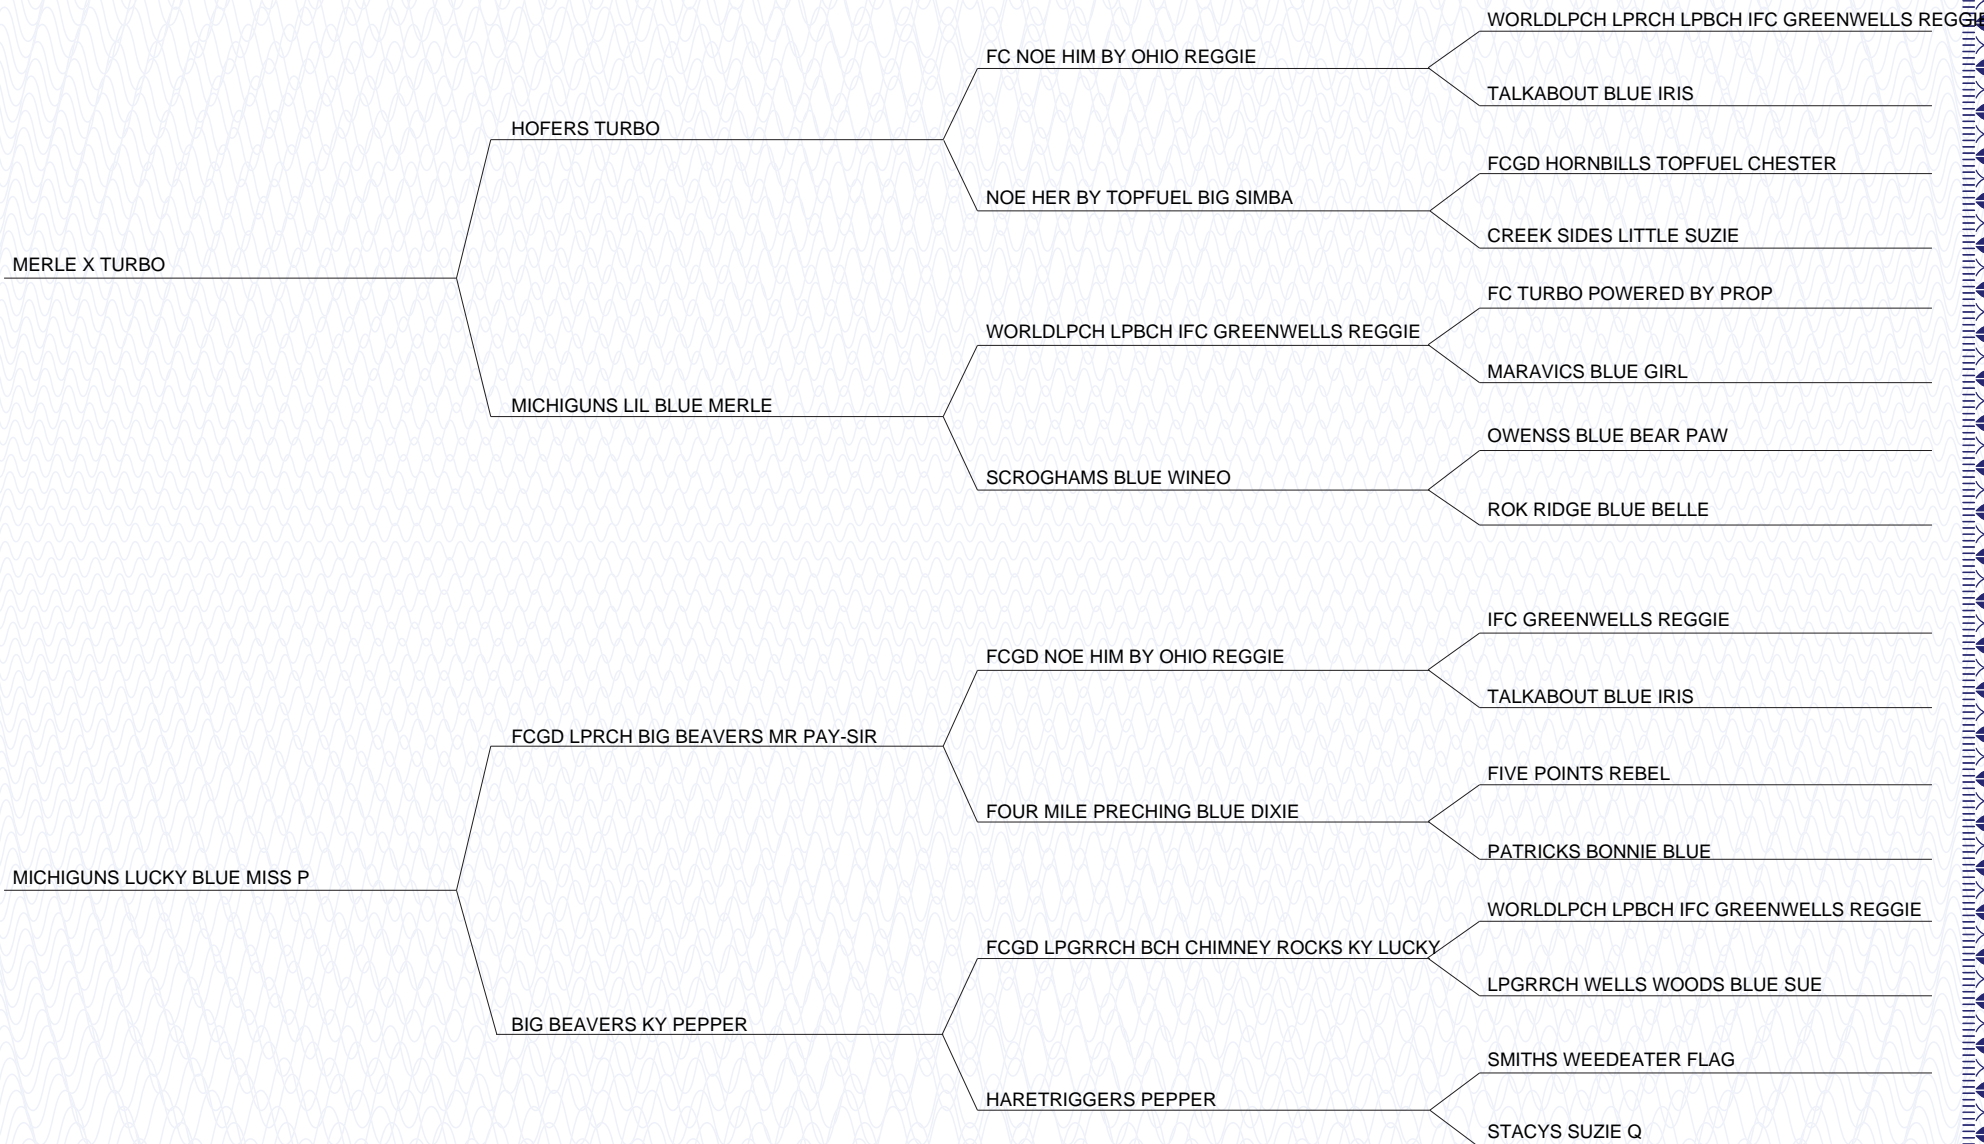 WORLDLPCH LPRCH LPBCH IFC GREENWELLS REGGIE
FC NOE HIM BY OHIO REGGIE
TALKABOUT BLUE IRIS
HOFERS TURBO
FCGD HORNBILLS TOPFUEL CHESTER
NOE HER BY TOPFUEL BIG SIMBA
CREEK SIDES LITTLE SUZIE
MERLE X TURBO
FC TURBO POWERED BY PROP
WORLDLPCH LPBCH IFC GREENWELLS REGGIE
MARAVICS BLUE GIRL
MICHIGUNS LIL BLUE MERLE
OWENSS BLUE BEAR PAW
SCROGHAMS BLUE WINEO
ROK RIDGE BLUE BELLE
IFC GREENWELLS REGGIE
FCGD NOE HIM BY OHIO REGGIE
TALKABOUT BLUE IRIS
FCGD LPRCH BIG BEAVERS MR PAY-SIR
FIVE POINTS REBEL
FOUR MILE PRECHING BLUE DIXIE
PATRICKS BONNIE BLUE
MICHIGUNS LUCKY BLUE MISS P
WORLDLPCH LPBCH IFC GREENWELLS REGGIE
FCGD LPGRRCH BCH CHIMNEY ROCKS KY LUCKY
LPGRRCH WELLS WOODS BLUE SUE
BIG BEAVERS KY PEPPER
SMITHS WEEDEATER FLAG
HARETRIGGERS PEPPER
STACYS SUZIE Q